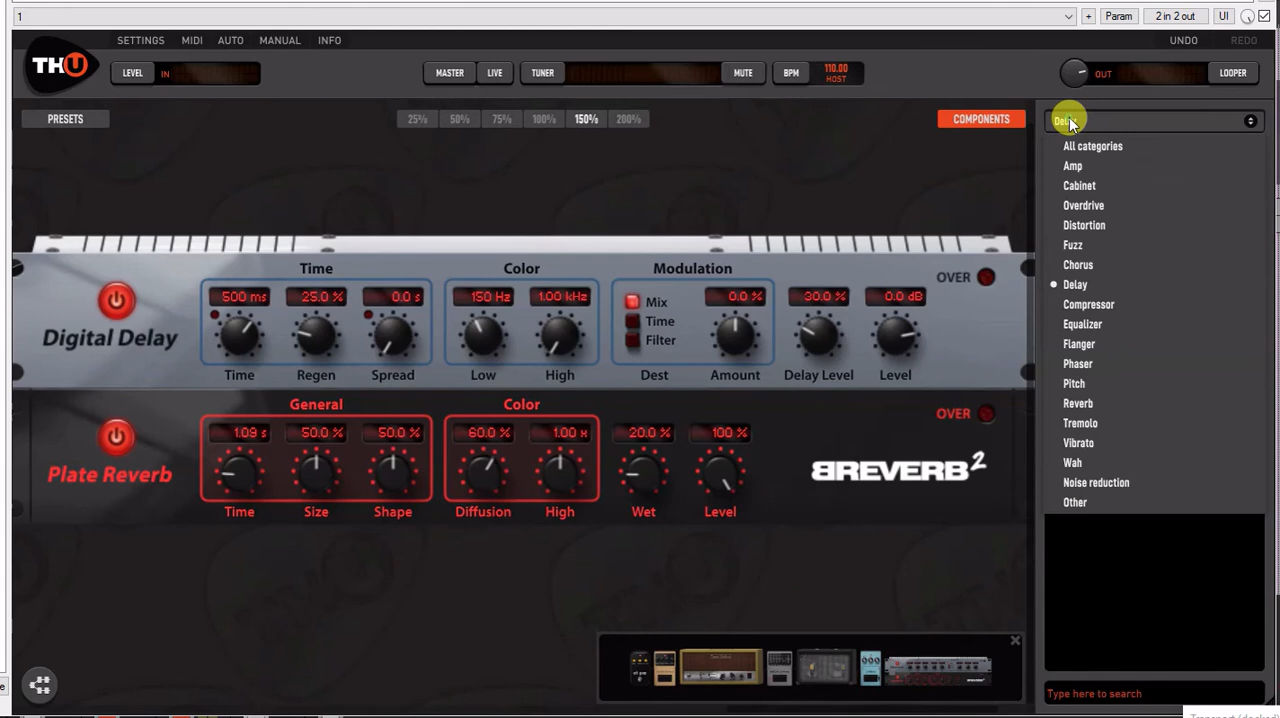 1
+ Param 2 in 2 out UI
THU SETTINGS MIDI AUTO MANUAL INFO UNDO REDO
LEVEL IN MASTER LIVE TUNER MUTE BPM 110.00 HOST OUT LOOPER
PRESETS 25% 50% 75% 100% 150% 200% COMPONENTS
All categories
Amp
Cabinet
Overdrive
Distortion
Fuzz
Chorus
Delay
Compressor
Equalizer
Flanger
Phaser
Pitch
Reverb
Tremolo
Vibrato
Wah
Noise reduction
Other
Type here to search
Time Color Modulation OVER
500 ms 25.0 % 0.0 s 150 Hz 1.00 kHz Mix 0.0 % 30.0 % 0.0 dB
Time
Digital Delay Filter
Time Regen Spread Low High Dest Amount Delay Level Level
General Color OVER
1.09 s 50.0 % 50.0 % 60.0 % 1.00 20.0 % 100 %
Plate Reverb BREVERB2
Time Size Shape Diffusion High Wet Level
BREVERB2